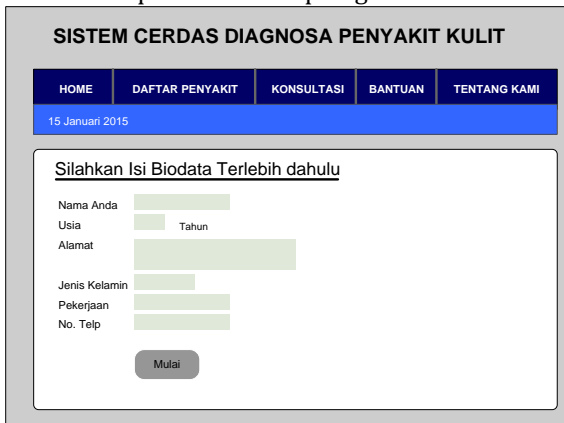 SISTEM CERDAS DIAGNOSA PENYAKIT KULIT
HOME DAFTAR PENYAKIT KONSULTASI BANTUAN TENTANG KAMI
15 Januari 2015
Silahkan Isi Biodata Terlebih dahulu
Nama Anda
Usia Tahun
Alamat
Jenis Kelamin
Pekerjaan
No. Telp
Mulai